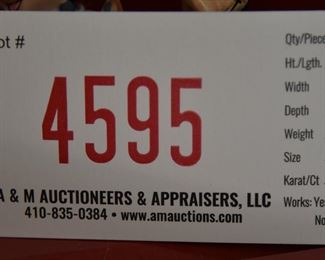 ot #
4595
A & M AUCTIONEERS & APPRAISERS, LLC
410-835-0384 • www.amauctions.com
Qty/Piece
Ht./Lgth.
Width
Depth
Weight
Size
Karat/Ct
Works: Yes
No